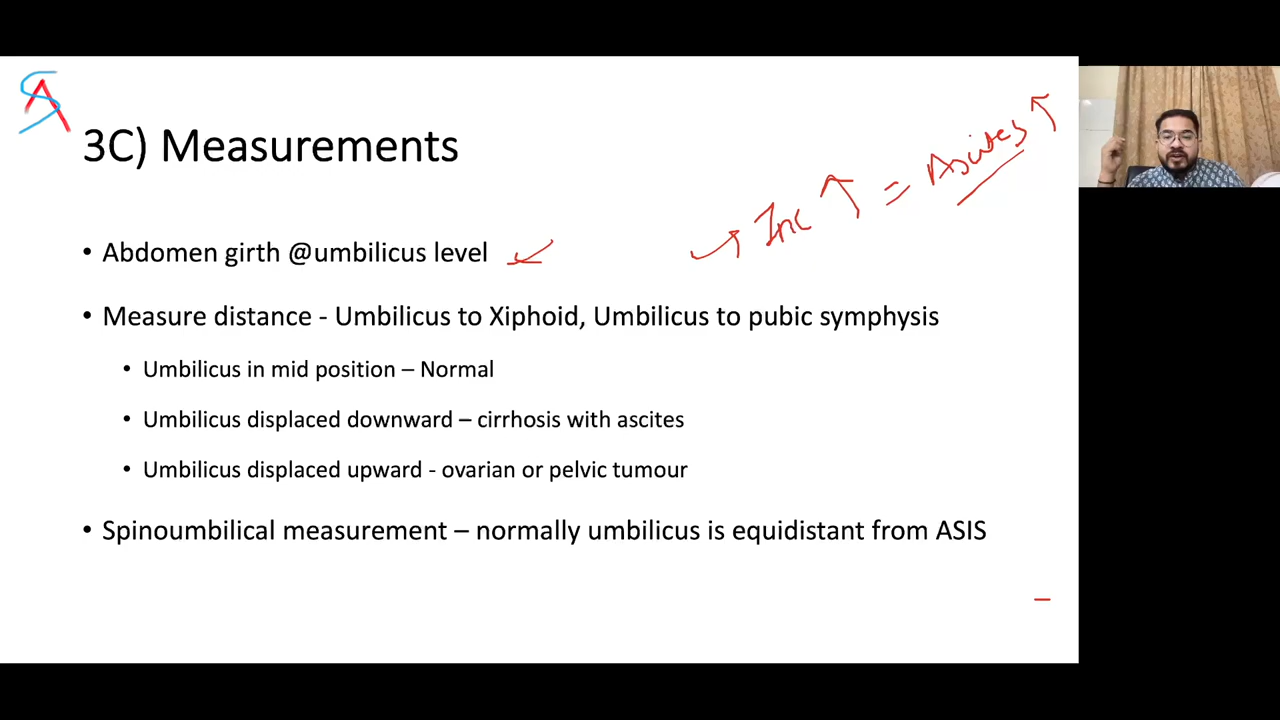 SA
3C) Measurements
Inc ↑ = Ascites ↑
• Abdomen girth @umbilicus level
• Measure distance - Umbilicus to Xiphoid, Umbilicus to pubic symphysis
• Umbilicus in mid position – Normal
• Umbilicus displaced downward – cirrhosis with ascites
• Umbilicus displaced upward - ovarian or pelvic tumour
• Spinoumbilical measurement – normally umbilicus is equidistant from ASIS